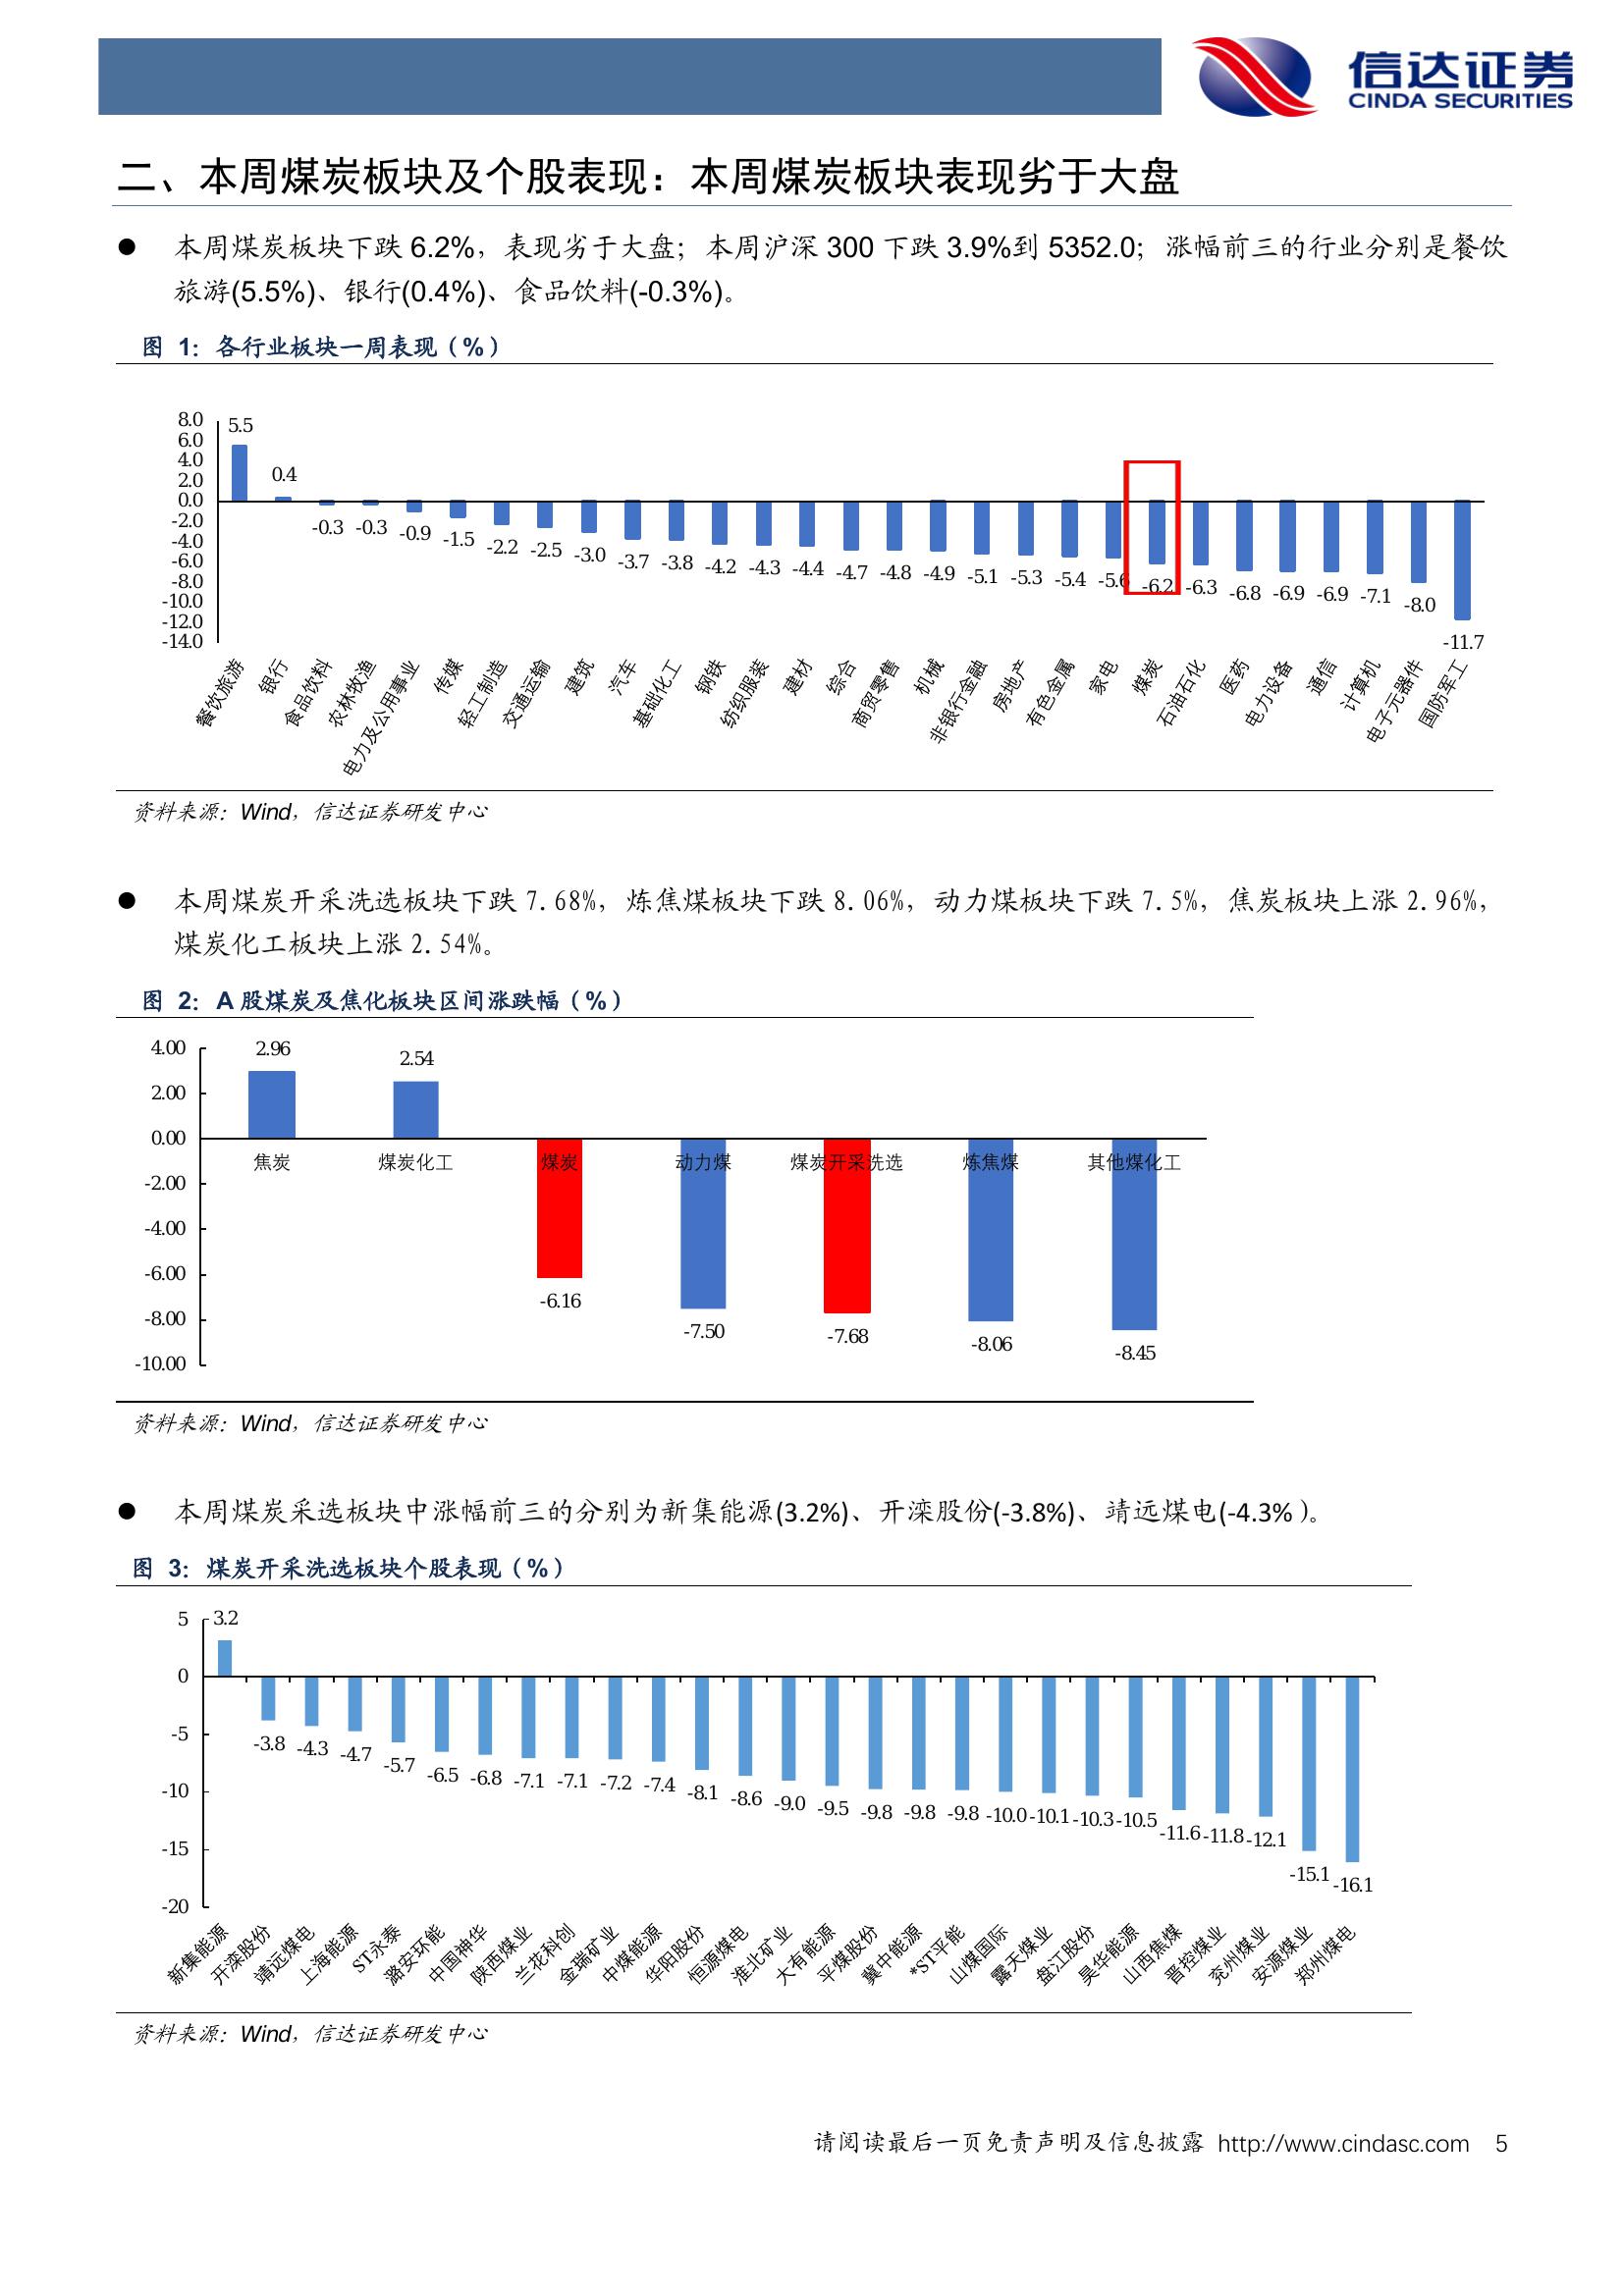 信达证券
CINDA SECURITIES
二、本周煤炭板块及个股表现：本周煤炭板块表现劣于大盘
● 本周煤炭板块下跌 6.2%，表现劣于大盘；本周沪深 300 下跌 3.9%到 5352.0；涨幅前三的行业分别是餐饮
旅游(5.5%)、银行(0.4%)、食品饮料(-0.3%)。
图 1：各行业板块一周表现（%）
8.0
6.0
4.0
2.0
0.0
-2.0
-4.0
-6.0
-8.0
-10.0
-12.0
-14.0
5.5 0.4 -0.3 -0.3 -0.9 -1.5 -2.2 -2.5 -3.0 -3.7 -3.8 -4.2 -4.3 -4.4 -4.7 -4.8 -4.9 -5.1 -5.3 -5.4 -5.6 -6.2 -6.3 -6.8 -6.9 -6.9 -7.1 -8.0 -11.7
餐饮旅游 银行 食品饮料 农林牧渔 电力及公用事业 传媒 轻工制造 交通运输 建筑 汽车 基础化工 钢铁 纺织服装 建材 综合 商贸零售 机械 非银行金融 房地产 有色金属 家电 煤炭 石油石化 医药 电力设备 通信 计算机 电子元器件 国防军工
资料来源：Wind，信达证券研发中心
● 本周煤炭开采洗选板块下跌 7.68%，炼焦煤板块下跌 8.06%，动力煤板块下跌 7.5%，焦炭板块上涨 2.96%，
煤炭化工板块上涨 2.54%。
图 2：A 股煤炭及焦化板块区间涨跌幅（%）
4.00
2.00
0.00
-2.00
-4.00
-6.00
-8.00
-10.00
2.96 2.54 -6.16 -7.50 -7.68 -8.06 -8.45
焦炭 煤炭化工 煤炭 动力煤 煤炭开采洗选 炼焦煤 其他煤化工
资料来源：Wind，信达证券研发中心
● 本周煤炭采选板块中涨幅前三的分别为新集能源(3.2%)、开滦股份(-3.8%)、靖远煤电(-4.3% )。
图 3：煤炭开采洗选板块个股表现（%）
5
0
-5
-10
-15
-20
3.2 -3.8 -4.3 -4.7 -5.7 -6.5 -6.8 -7.1 -7.1 -7.2 -7.4 -8.1 -8.6 -9.0 -9.5 -9.8 -9.8 -9.8 -10.0 -10.1 -10.3 -10.5 -11.6 -11.8 -12.1 -15.1 -16.1
新集能源 开滦股份 靖远煤电 上海能源 ST永泰 潞安环能 中国神华 陕西煤业 兰花科创 金瑞矿业 中煤能源 华阳股份 恒源煤电 淮北矿业 大有能源 平煤股份 冀中能源 *ST平能 山煤国际 露天煤业 盘江股份 昊华能源 山西焦煤 晋控煤业 兖州煤业 安源煤业 郑州煤电
资料来源：Wind，信达证券研发中心
请阅读最后一页免责声明及信息披露 http://www.cindasc.com 5